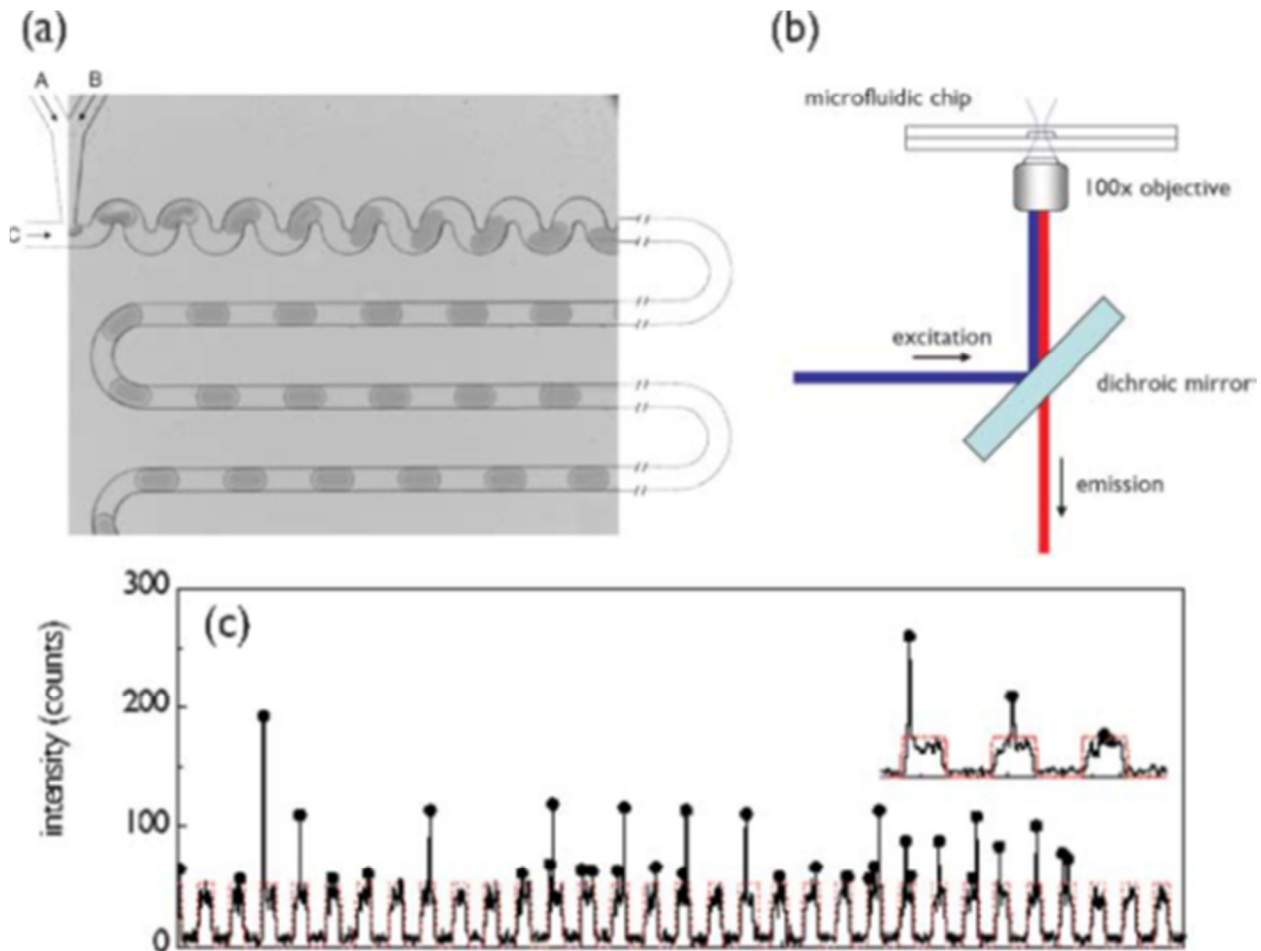 (a)
A B
C
(b)
microfluidic chip
100x objective
excitation
dichroic mirror
emission
(c)
intensity (counts)
300
200
100
0